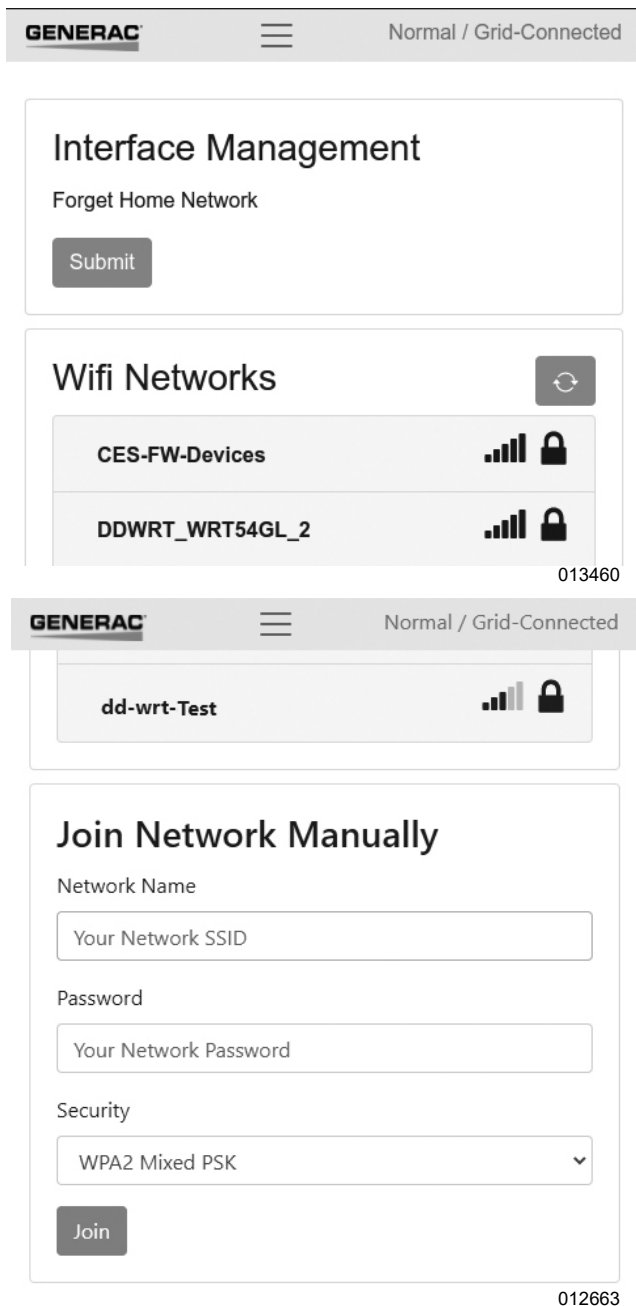 GENERAC
Normal / Grid-Connected
Interface Management
Forget Home Network
Submit
Wifi Networks
CES-FW-Devices
DDWRT_WRT54GL_2
013460
GENERAC
Normal / Grid-Connected
dd-wrt-Test
Join Network Manually
Network Name
Your Network SSID
Password
Your Network Password
Security
WPA2 Mixed PSK
Join
012663